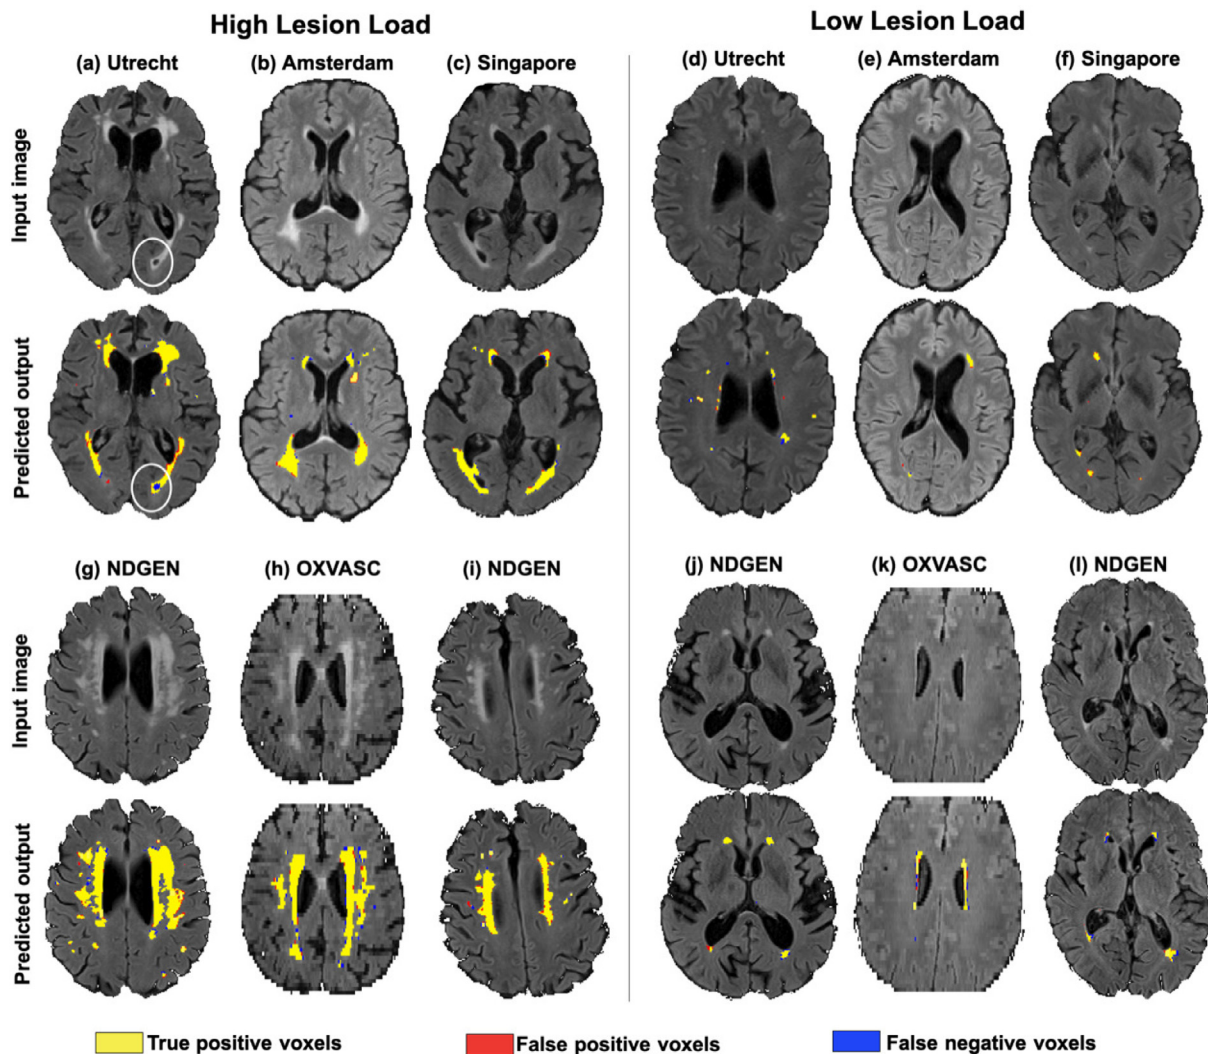 High Lesion Load
Low Lesion Load
(a) Utrecht
(b) Amsterdam
(c) Singapore
(d) Utrecht
(e) Amsterdam
(f) Singapore
Input image
Predicted output
(g) NDGEN
(h) OXVASC
(i) NDGEN
(j) NDGEN
(k) OXVASC
(l) NDGEN
Input image
Predicted output
True positive voxels
False positive voxels
False negative voxels